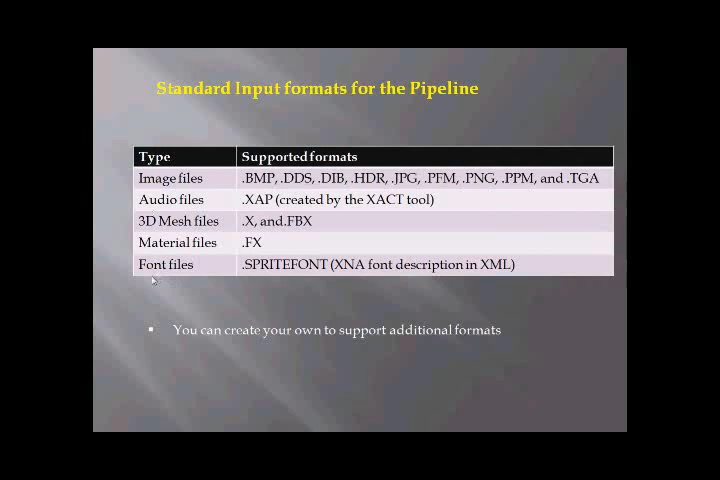 Standard Input formats for the Pipeline
Type Supported formats
Image files .BMP, .DDS, .DIB, .HDR, .JPG, .PFM, .PNG, .PPM, and .TGA
Audio files .XAP (created by the XACT tool)
3D Mesh files .X, and.FBX
Material files .FX
Font files .SPRITEFONT (XNA font description in XML)
▪ You can create your own to support additional formats